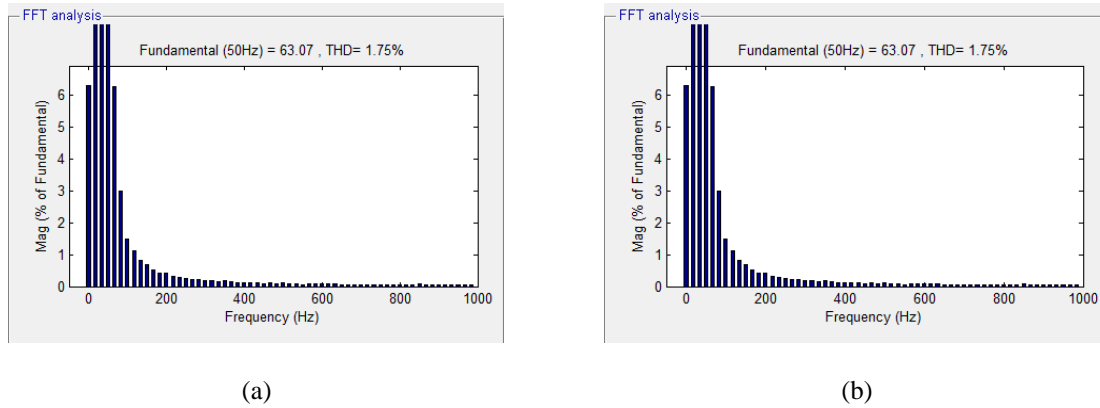 FFT analysis
Fundamental (50Hz) = 63.07 , THD= 1.75%
Mag (% of Fundamental)
6
5
4
3
2
1
0
0 200 400 600 800 1000
Frequency (Hz)
(a)
FFT analysis
Fundamental (50Hz) = 63.07 , THD= 1.75%
Mag (% of Fundamental)
6
5
4
3
2
1
0
0 200 400 600 800 1000
Frequency (Hz)
(b)